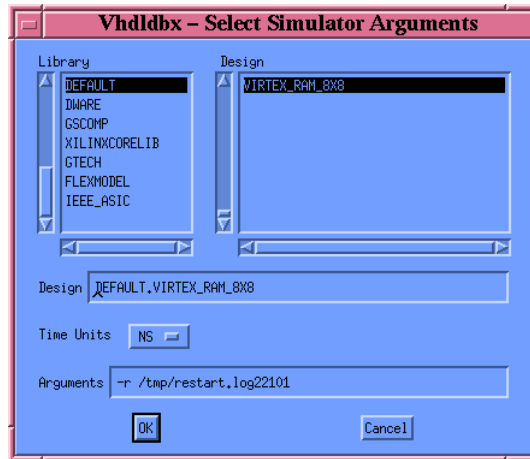 Vhdldbx – Select Simulator Arguments
Library
Design
DEFAULT
DWARE
GSCOMP
XILINXCORELIB
GTECH
FLEXMODEL
IEEE_ASIC
VIRTEX_RAM_8X8
Design DEFAULT.VIRTEX_RAM_8X8
Time Units NS
Arguments -r /tmp/restart.log22101
OK Cancel